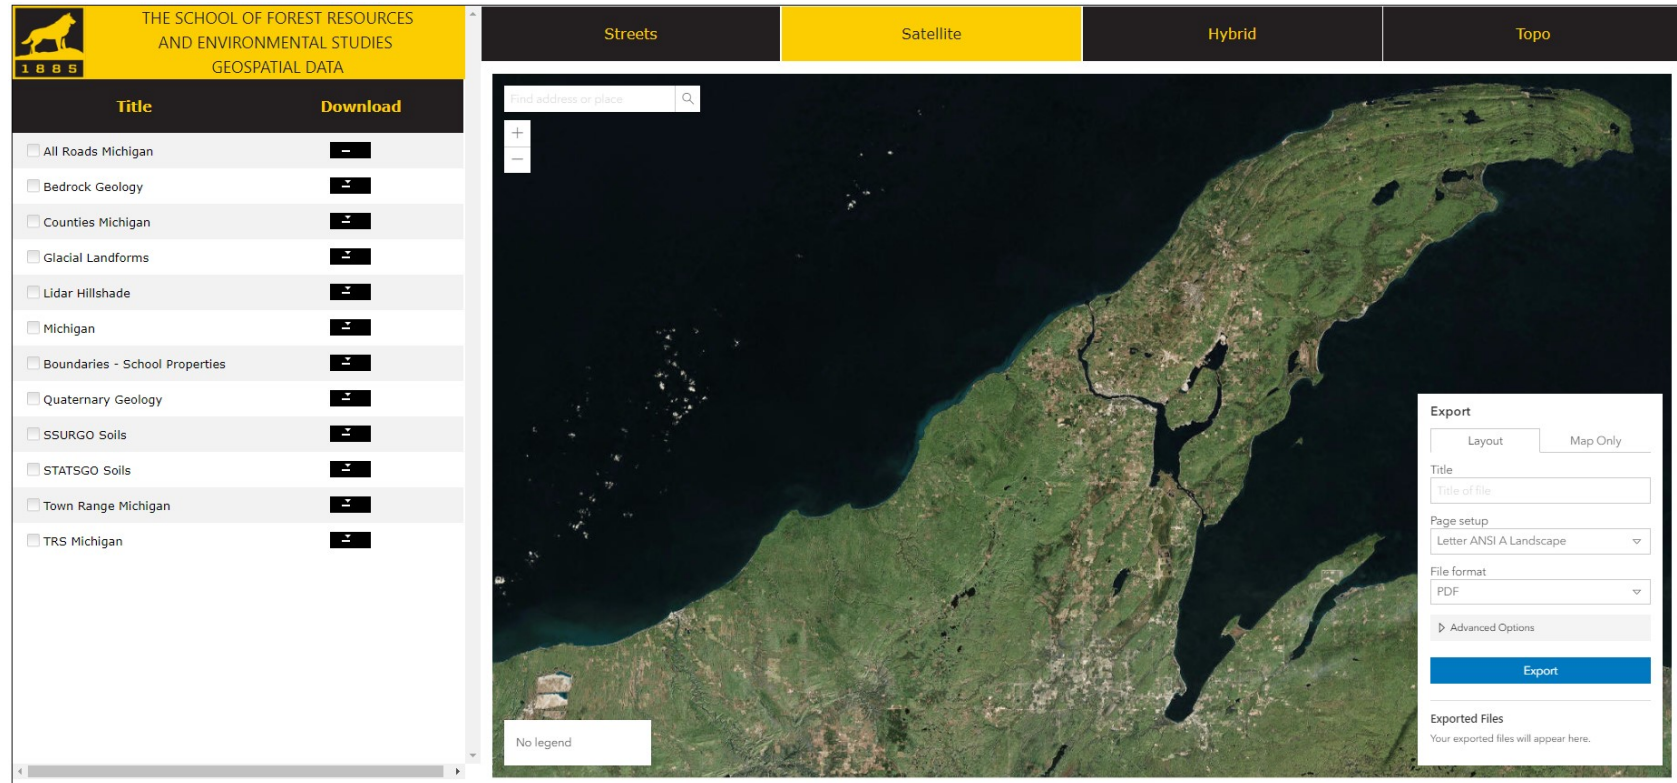 THE SCHOOL OF FOREST RESOURCES
AND ENVIRONMENTAL STUDIES
GEOSPATIAL DATA
1885
Title Download
All Roads Michigan
Bedrock Geology
Counties Michigan
Glacial Landforms
Lidar Hillshade
Michigan
Boundaries - School Properties
Quaternary Geology
SSURGO Soils
STATSGO Soils
Town Range Michigan
TRS Michigan
Streets Satellite Hybrid Topo
Find address or place
+
−
No legend
Export
Layout Map Only
Title
Title of file
Page setup
Letter ANSI A Landscape
File format
PDF
Advanced Options
Export
Exported Files
Your exported files will appear here.